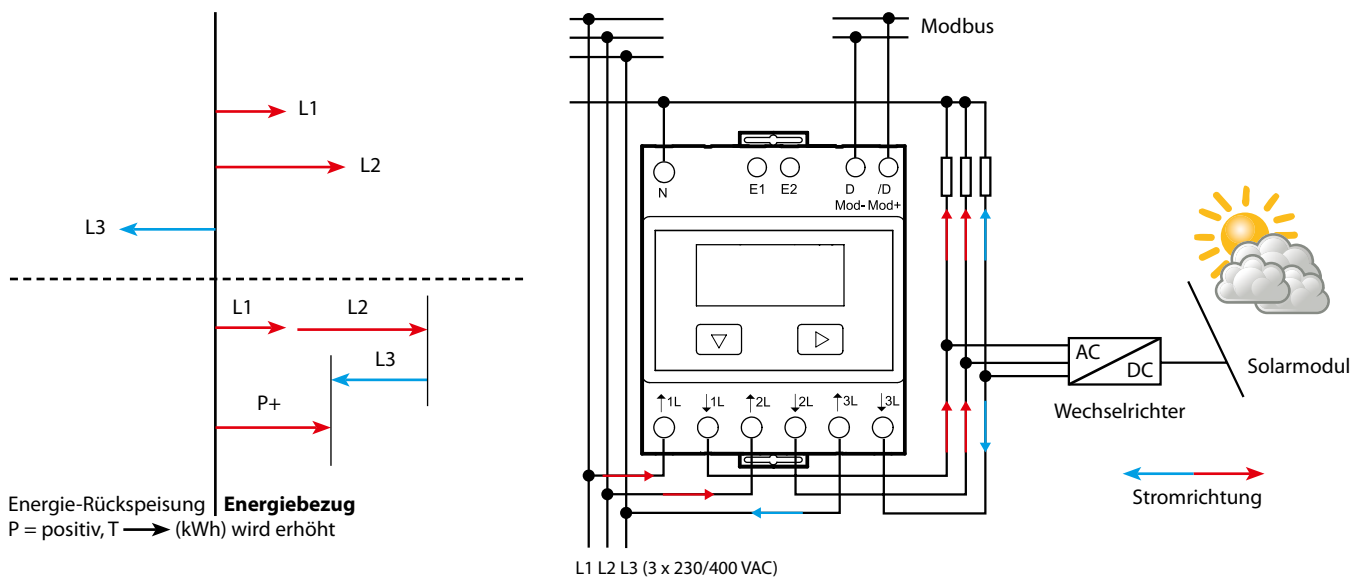 L1
L2
L3
L1 L2
L3
P+
Energie-Rückspeisung Energiebezug
P = positiv, T (kWh) wird erhöht
Modbus
N E1 E2 D /D
Mod- Mod+
↑1L ↓1L ↑2L ↓2L ↑3L ↓3L
AC
DC
Solarmodul
Wechselrichter
Stromrichtung
L1 L2 L3 (3 x 230/400 VAC)